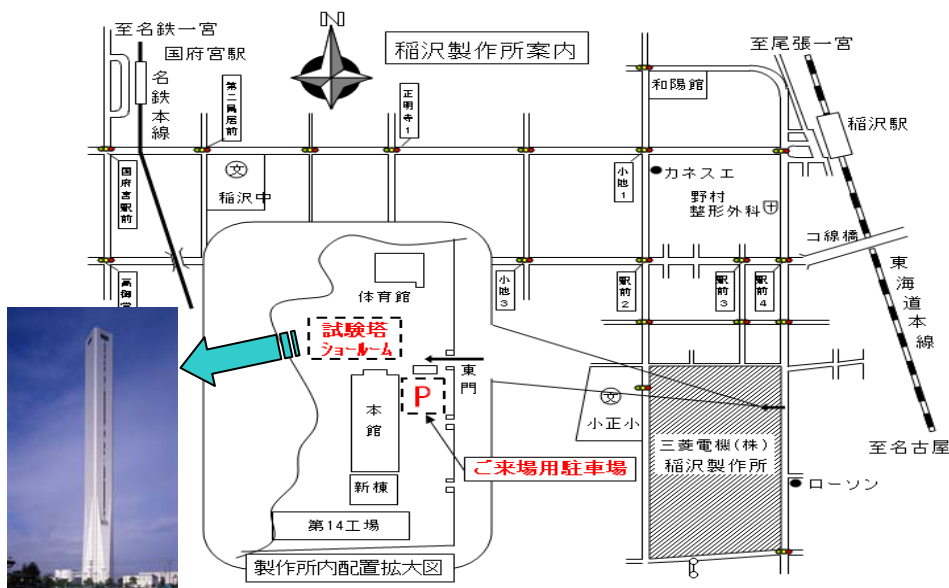 N
稲沢製作所案内
至名鉄一宮
国府宮駅
名鉄本線
第二鳥居前
正明寺1
和陽館
至尾張一宮
稲沢駅
国府宮駅前
稲沢中
文
小池1
カネスエ
野村
整形外科
コ線橋
東海道本線
高御堂
体育館
小池3
駅前2
駅前3
駅前4
試験塔
ショールーム
東門
P
本館
文
小正小
三菱電機(株)
稲沢製作所
至名古屋
ご来場用駐車場
新棟
ローソン
第14工場
製作所内配置拡大図